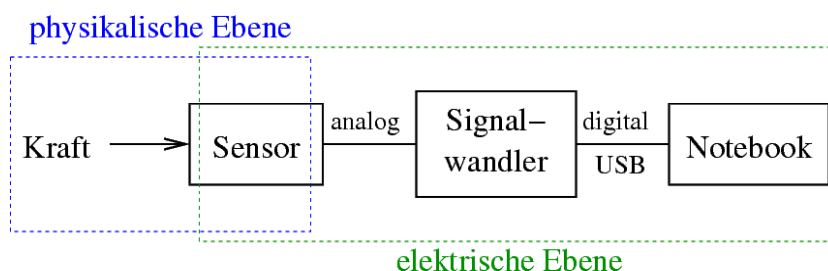 physikalische Ebene
Kraft
Sensor
analog
Signal–
wandler
digital
USB
Notebook
elektrische Ebene